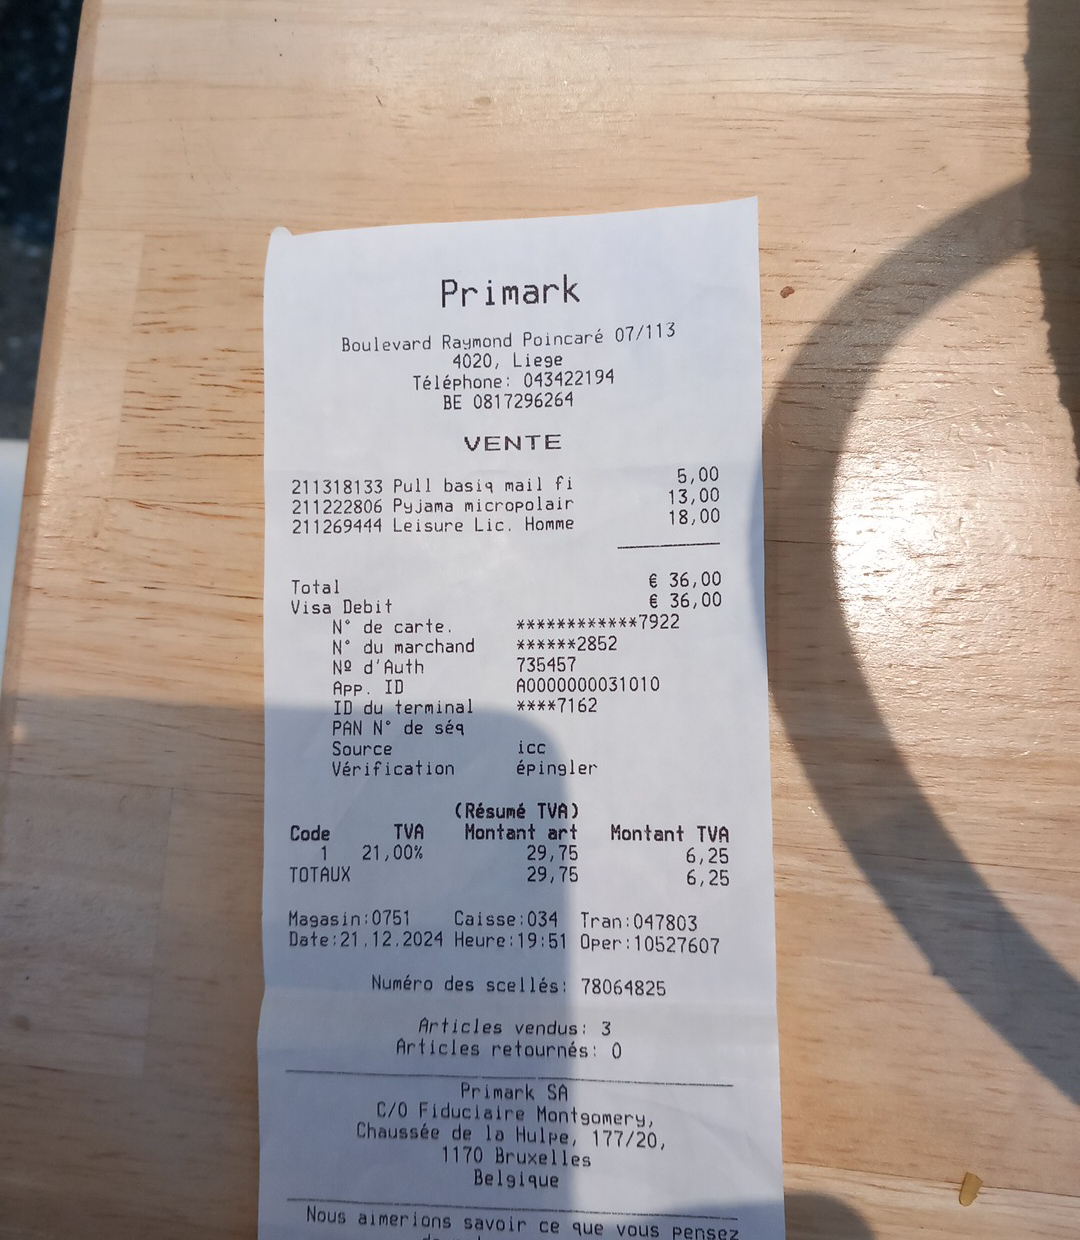 Primark
Boulevard Raymond Poincaré 07/113
4020, Liege
Téléphone: 043422194
BE 0817296264
VENTE
211318133 Pull basiq mail fi 5,00
211222806 Pyjama micropolair 13,00
211269444 Leisure Lic. Homme 18,00
Total € 36,00
Visa Debit € 36,00
N° de carte. ************7922
N° du marchand ******2852
Nº d'Auth 735457
App. ID A0000000031010
ID du terminal ****7162
PAN N° de séq
Source icc
Vérification épingler
(Résumé TVA)
Code TVA Montant art Montant TVA
1 21,00% 29,75 6,25
TOTAUX 29,75 6,25
Magasin:0751 Caisse:034 Tran:047803
Date:21.12.2024 Heure:19:51 Oper:10527607
Numéro des scellés: 78064825
Articles vendus: 3
Articles retournés: 0
Primark SA
C/O Fiduciaire Montgomery,
Chaussée de la Hulpe, 177/20,
1170 Bruxelles
Belgique
Nous aimerions savoir ce que vous pensez